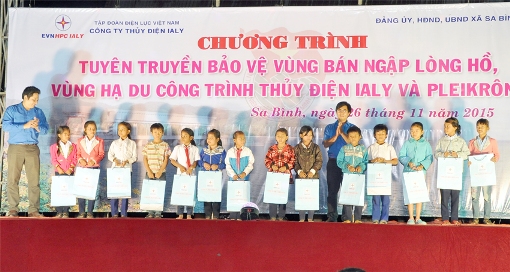 EVNHPC IALY
TẬP ĐOÀN ĐIỆN LỰC VIỆT NAM
CÔNG TY THỦY ĐIỆN IALY
ĐẢNG ỦY, HĐND, UBND XÃ SA BÌNH
CHƯƠNG TRÌNH
TUYÊN TRUYỀN BẢO VỆ VÙNG BÁN NGẬP LÒNG HỒ,
VÙNG HẠ DU CÔNG TRÌNH THỦY ĐIỆN IALY VÀ PLEIKRÔN
Sa Bình, ngày 26 tháng 11 năm 2015